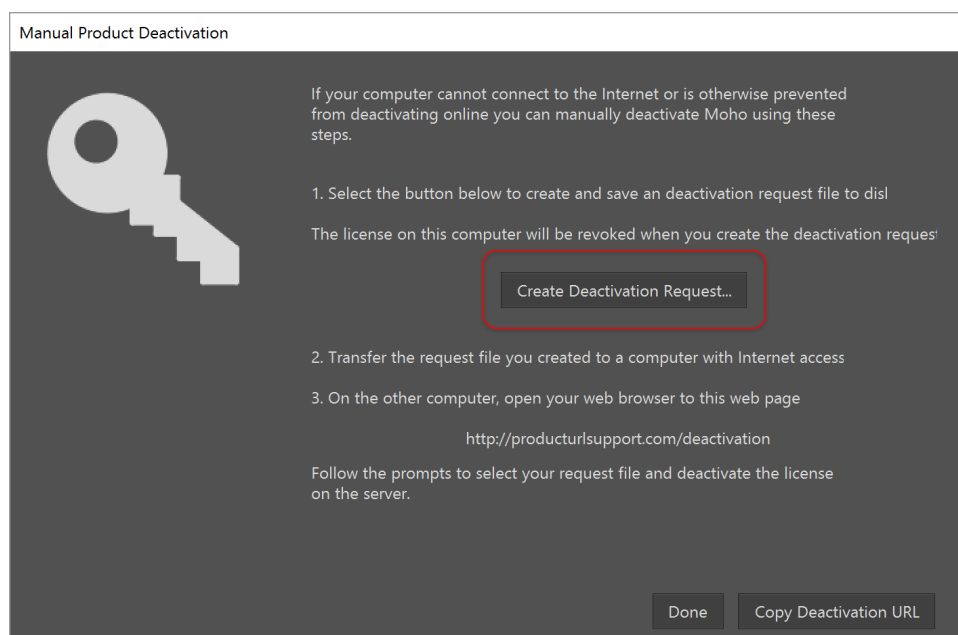 Manual Product Deactivation
If your computer cannot connect to the Internet or is otherwise prevented
from deactivating online you can manually deactivate Moho using these
steps.
1. Select the button below to create and save an deactivation request file to disl
The license on this computer will be revoked when you create the deactivation reques
Create Deactivation Request...
2. Transfer the request file you created to a computer with Internet access
3. On the other computer, open your web browser to this web page
http://producturlsupport.com/deactivation
Follow the prompts to select your request file and deactivate the license
on the server.
Done
Copy Deactivation URL